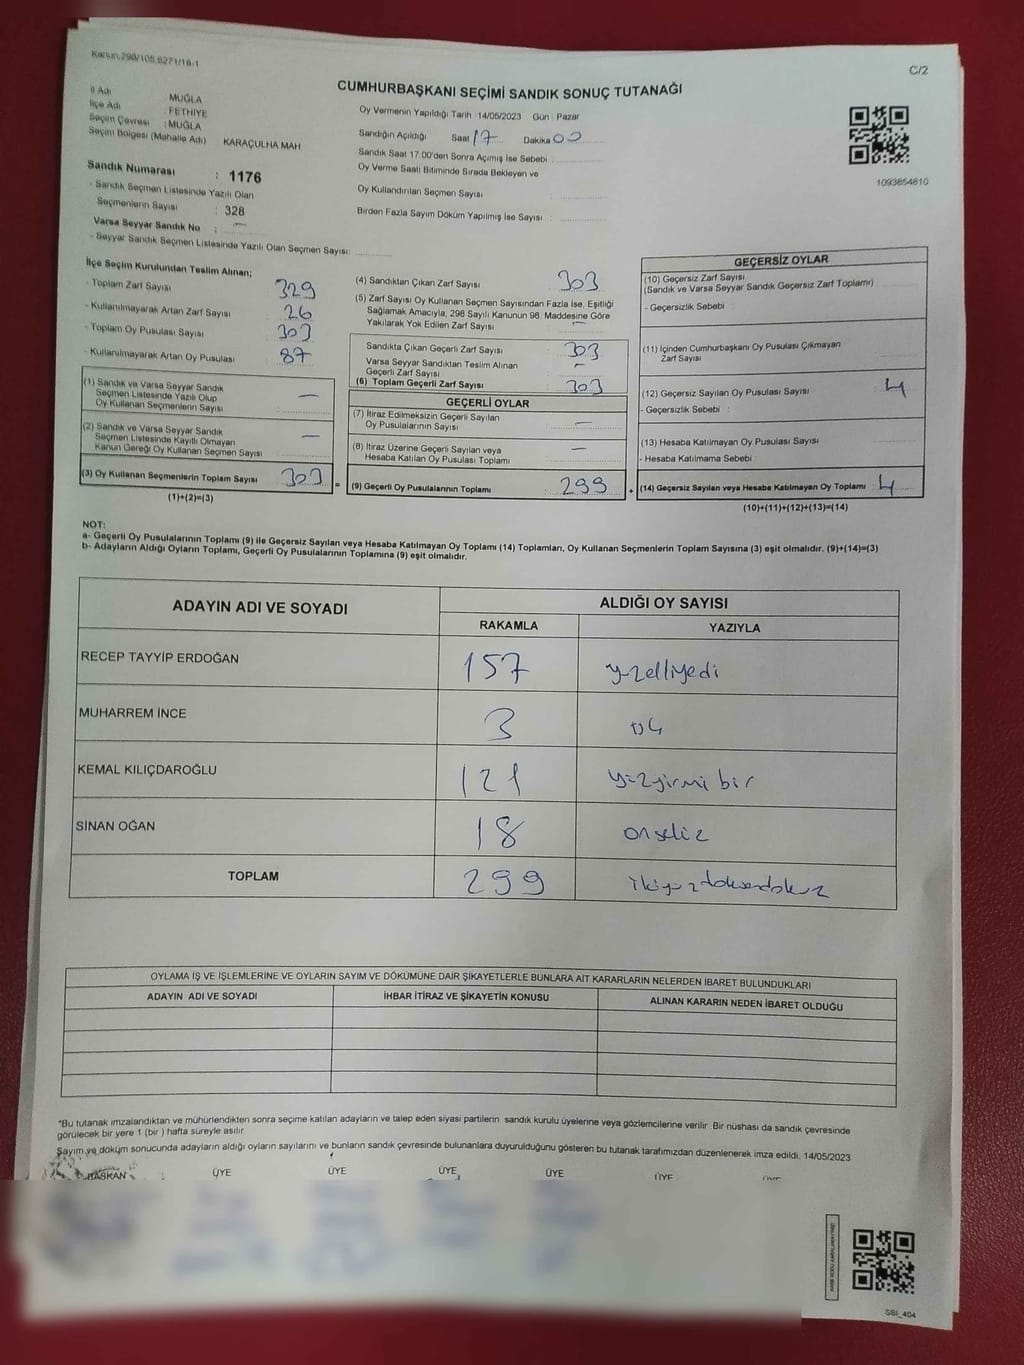 Kanun 298/105,6271/18-1
C/2
CUMHURBAŞKANI SEÇİMİ SANDIK SONUÇ TUTANAĞI
İl Adı MUĞLA
İlçe Adı : FETHİYE
Seçim Çevresi : MUĞLA
Seçim Bölgesi (Mahalle Adı) KARAÇULHA MAH
Sandık Numarası : 1176
- Sandık Seçmen Listesinde Yazılı Olan
Seçmenlerin Sayısı : 328
Varsa Seyyar Sandık No : —
- Seyyar Sandık Seçmen Listesinde Yazılı Olan Seçmen Sayısı:
Oy Vermenin Yapıldığı Tarih : 14/05/2023 Gün : Pazar
Sandığın Açıldığı Saat 17 Dakika 00
Sandık Saat 17:00'den Sonra Açılmış İse Sebebi :
Oy Verme Saati Bitiminde Sırada Bekleyen ve
Oy Kullandırılan Seçmen Sayısı :
Birden Fazla Sayım Döküm Yapılmış İse Sayısı :
1093854810
İlçe Seçim Kurulundan Teslim Alınan;
- Toplam Zarf Sayısı : 329
- Kullanılmayarak Artan Zarf Sayısı : 26
- Toplam Oy Pusulası Sayısı : 303
- Kullanılmayarak Artan Oy Pusulası : 87
(1) Sandık ve Varsa Seyyar Sandık
Seçmen Listesinde Yazılı Olup
Oy Kullanan Seçmenlerin Sayısı : —
(2) Sandık ve Varsa Seyyar Sandık
Seçmen Listesinde Kayıtlı Olmayan
Kanun Gereği Oy Kullanan Seçmen Sayısı : —
(3) Oy Kullanan Seçmenlerin Toplam Sayısı : 303
(1)+(2)=(3)
(4) Sandıktan Çıkan Zarf Sayısı : 303
(5) Zarf Sayısı Oy Kullanan Seçmen Sayısından Fazla İse, Eşitliği
Sağlamak Amacıyla, 298 Sayılı Kanunun 98. Maddesine Göre
Yakılarak Yok Edilen Zarf Sayısı : —
Sandıkta Çıkan Geçerli Zarf Sayısı : 303
Varsa Seyyar Sandıktan Teslim Alınan
Geçerli Zarf Sayısı : —
(6) Toplam Geçerli Zarf Sayısı : 303
GEÇERLİ OYLAR
(7) İtiraz Edilmeksizin Geçerli Sayılan
Oy Pusulalarının Sayısı : —
(8) İtiraz Üzerine Geçerli Sayılan veya
Hesaba Katılan Oy Pusulası Toplamı : —
= (9) Geçerli Oy Pusulalarının Toplamı : 299
GEÇERSİZ OYLAR
(10) Geçersiz Zarf Sayısı
(Sandık ve Varsa Seyyar Sandık Geçersiz Zarf Toplamı) :
- Geçersizlik Sebebi :
(11) İçinden Cumhurbaşkanı Oy Pusulası Çıkmayan
Zarf Sayısı :
(12) Geçersiz Sayılan Oy Pusulası Sayısı : 4
- Geçersizlik Sebebi :
(13) Hesaba Katılmayan Oy Pusulası Sayısı :
- Hesaba Katılmama Sebebi :
+ (14) Geçersiz Sayılan veya Hesaba Katılmayan Oy Toplamı : 4
(10)+(11)+(12)+(13)=(14)
NOT:
a- Geçerli Oy Pusulalarının Toplamı (9) ile Geçersiz Sayılan veya Hesaba Katılmayan Oy Toplamı (14) Toplamları, Oy Kullanan Seçmenlerin Toplam Sayısına (3) eşit olmalıdır. (9)+(14)=(3)
b- Adayların Aldığı Oyların Toplamı, Geçerli Oy Pusulalarının Toplamına (9) eşit olmalıdır.
ADAYIN ADI VE SOYADI ALDIĞI OY SAYISI
RAKAMLA YAZIYLA
RECEP TAYYİP ERDOĞAN 157 yüzelliyedi
MUHARREM İNCE 3 üç
KEMAL KILIÇDAROĞLU 121 yüzyirmi bir
SİNAN OĞAN 18 onsekiz
TOPLAM 299 ikiyüzdoksandokuz
OYLAMA İŞ VE İŞLEMLERİNE VE OYLARIN SAYIM VE DÖKÜMÜNE DAİR ŞİKAYETLERLE BUNLARA AİT KARARLARIN NELERDEN İBARET BULUNDUKLARI
ADAYIN ADI VE SOYADI İHBAR İTİRAZ VE ŞİKAYETİN KONUSU ALINAN KARARIN NEDEN İBARET OLDUĞU
*Bu tutanak imzalandıktan ve mühürlendikten sonra seçime katılan adayların ve talep eden siyasi partilerin sandık kurulu üyelerine veya gözlemcilerine verilir. Bir nüshası da sandık çevresinde
görülecek bir yere 1 (bir) hafta süreyle asılır.
Sayım ve döküm sonucunda adayların aldığı oyların sayılarını ve bunların sandık çevresinde bulunanlara duyurulduğunu gösteren bu tutanak tarafımızdan düzenlenerek imza edildi. 14/05/2023
BAŞKAN ÜYE ÜYE ÜYE ÜYE ÜYE ÜYE
SBI_404